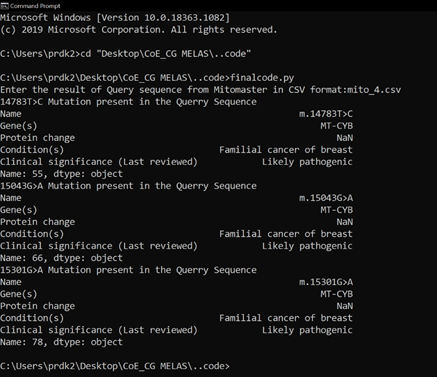 Command Prompt
Microsoft Windows [Version 10.0.18363.1082]
(c) 2019 Microsoft Corporation. All rights reserved.
C:\Users\prdk2>cd "Desktop\CoE_CG MELAS\..code"
C:\Users\prdk2\Desktop\CoE_CG MELAS\..code>finalcode.py
Enter the result of Query sequence from Mitomaster in CSV format:mito_4.csv
14783T>C Mutation present in the Querry Sequence
Name m.14783T>C
Gene(s) MT-CYB
Protein change NaN
Condition(s) Familial cancer of breast
Clinical significance (Last reviewed) Likely pathogenic
Name: 55, dtype: object
15043G>A Mutation present in the Querry Sequence
Name m.15043G>A
Gene(s) MT-CYB
Protein change NaN
Condition(s) Familial cancer of breast
Clinical significance (Last reviewed) Likely pathogenic
Name: 66, dtype: object
15301G>A Mutation present in the Querry Sequence
Name m.15301G>A
Gene(s) MT-CYB
Protein change NaN
Condition(s) Familial cancer of breast
Clinical significance (Last reviewed) Likely pathogenic
Name: 78, dtype: object
C:\Users\prdk2\Desktop\CoE_CG MELAS\..code>